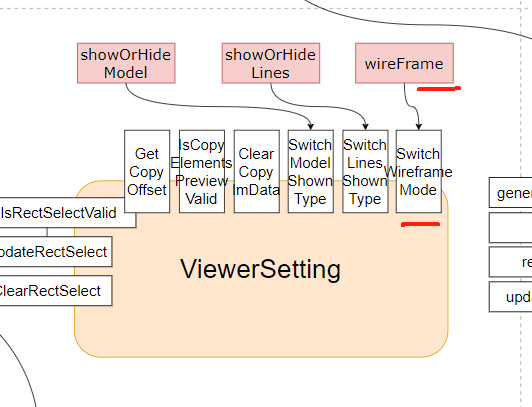 showOrHide
Model
showOrHide
Lines
wireFrame
Get
Copy
Offset
IsCopy
Elements
Preview
Valid
Clear
Copy
ImData
Switch
Model
Shown
Type
Switch
Lines
Shown
Type
Switch
Wireframe
Mode
IsRectSelectValid
pdateRectSelect
ClearRectSelect
ViewerSetting
gener
re
upd